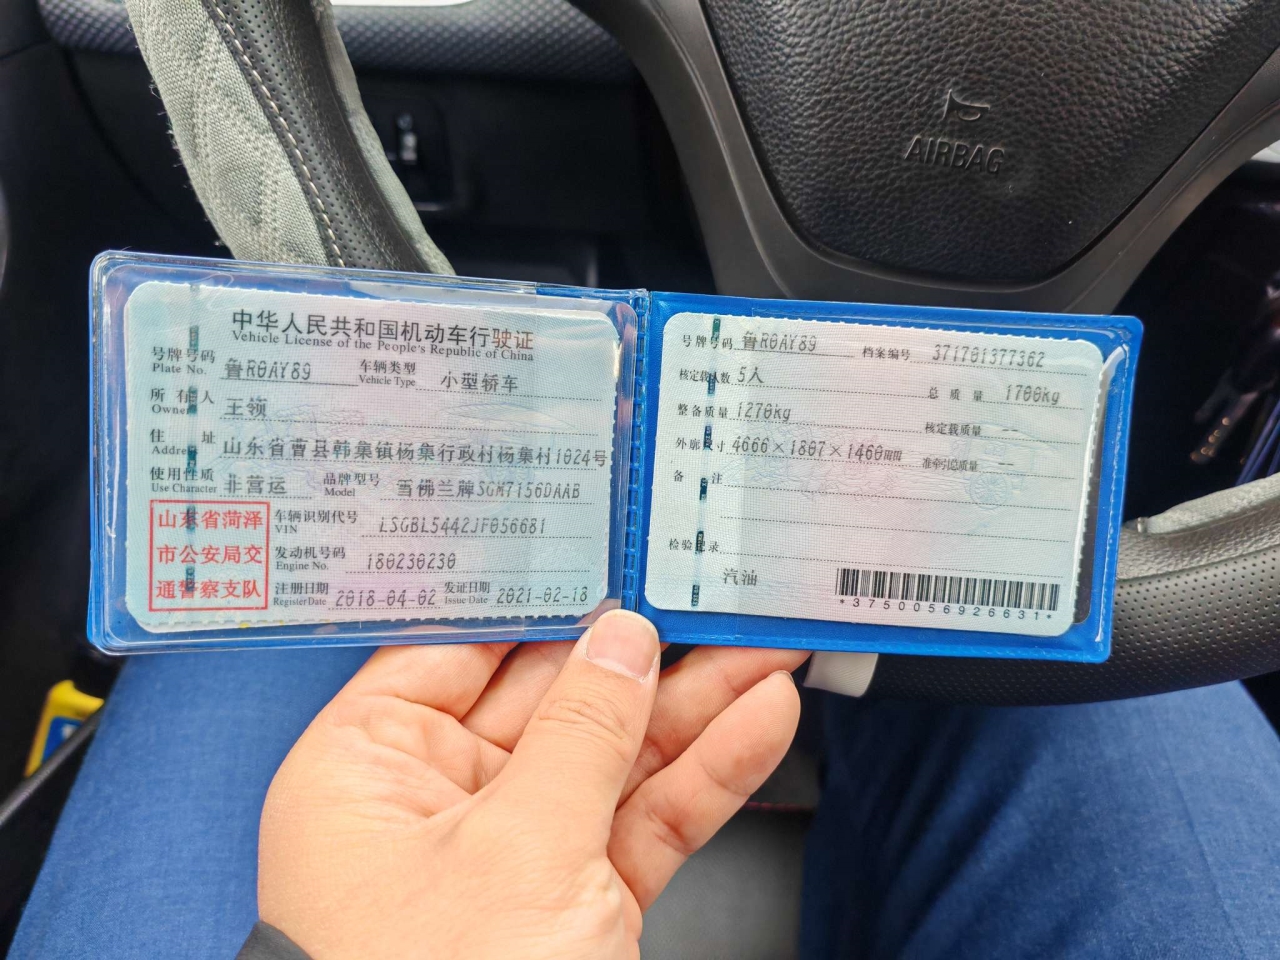 AIRBAG
中华人民共和国机动车行驶证
Vehicle License of the People's Republic of China
号牌号码 鲁R0AY89 车辆类型 小型轿车
Plate No. Vehicle Type
所有人 王领
Owner
住址 山东省曹县韩集镇杨集行政村杨集村1024号
Address
使用性质 非营运 品牌型号 雪佛兰牌SGM7156DAAB
Use Character Model
山东省菏泽
市公安局交
通警察支队
车辆识别代号 LSGBL5442JF056681
VIN
发动机号码 180230230
Engine No.
注册日期 2018-04-02 发证日期 2021-02-18
Register Date Issue Date
号牌号码 鲁R0AY89 档案编号 371701377362
核定载人数 5人 总质量 1700kg
整备质量 1270kg 核定载质量 --
外廓尺寸 4666×1807×1460mm 准牵引总质量 --
备注
检验记录
汽油
*3750056926631*